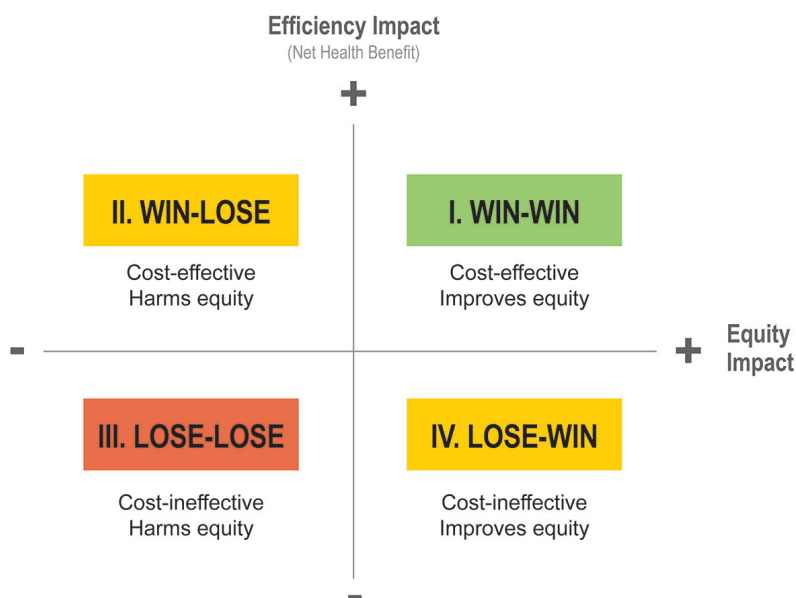 Efficiency Impact
(Net Health Benefit)
+
II. WIN-LOSE
I. WIN-WIN
Cost-effective
Harms equity
Cost-effective
Improves equity
-
+
Equity
Impact
III. LOSE-LOSE
IV. LOSE-WIN
Cost-ineffective
Harms equity
Cost-ineffective
Improves equity
-